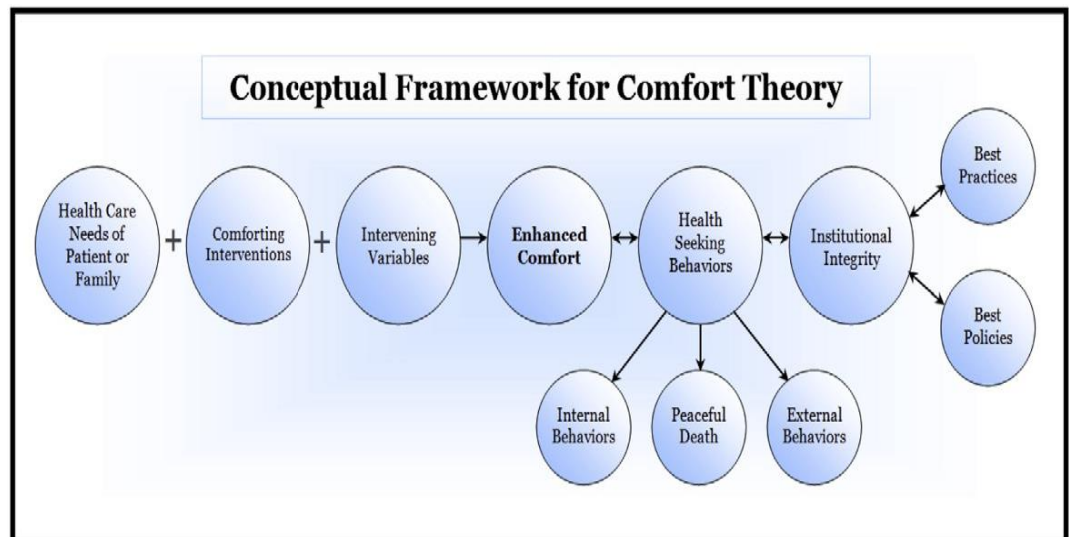 Conceptual Framework for Comfort Theory
Health Care
Needs of
Patient or
Family
+
Comforting
Interventions
+
Intervening
Variables
Enhanced
Comfort
Health
Seeking
Behaviors
Institutional
Integrity
Best
Practices
Best
Policies
Internal
Behaviors
Peaceful
Death
External
Behaviors